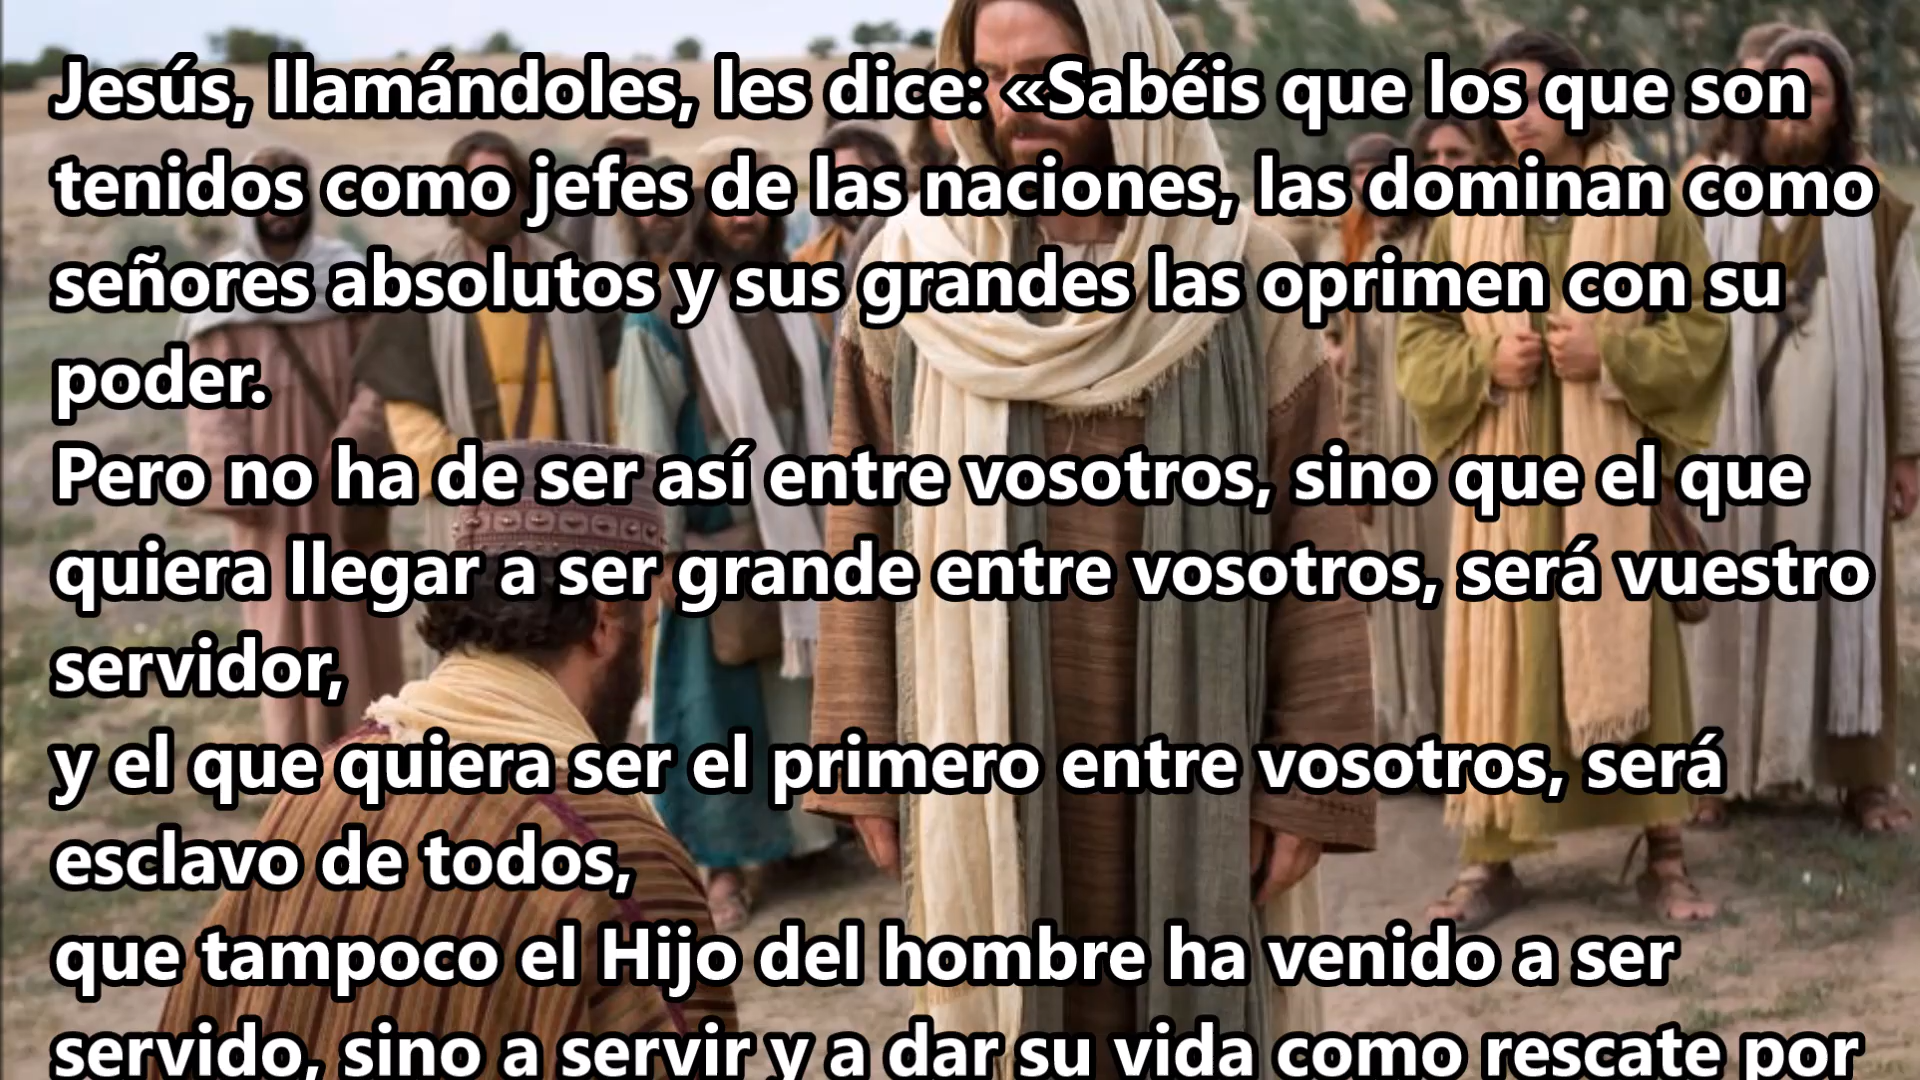 Jesús, llamándoles, les dice: «Sabéis que los que son
tenidos como jefes de las naciones, las dominan como
señores absolutos y sus grandes las oprimen con su
poder.
Pero no ha de ser así entre vosotros, sino que el que
quiera llegar a ser grande entre vosotros, será vuestro
servidor,
y el que quiera ser el primero entre vosotros, será
esclavo de todos,
que tampoco el Hijo del hombre ha venido a ser
servido, sino a servir y a dar su vida como rescate por